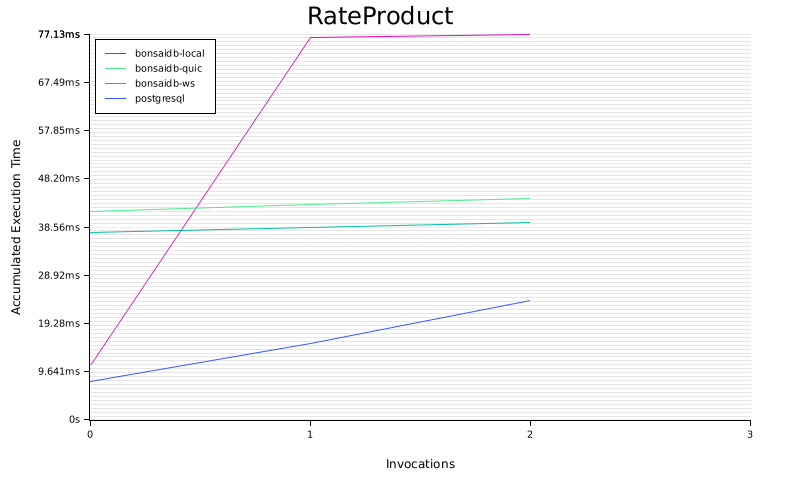 RateProduct
77.13ms
67.49ms
57.85ms
48.20ms
38.56ms
28.92ms
19.28ms
9.641ms
0s
Accumulated Execution Time
bonsaidb-local
bonsaidb-quic
bonsaidb-ws
postgresql
0 1 2 3
Invocations